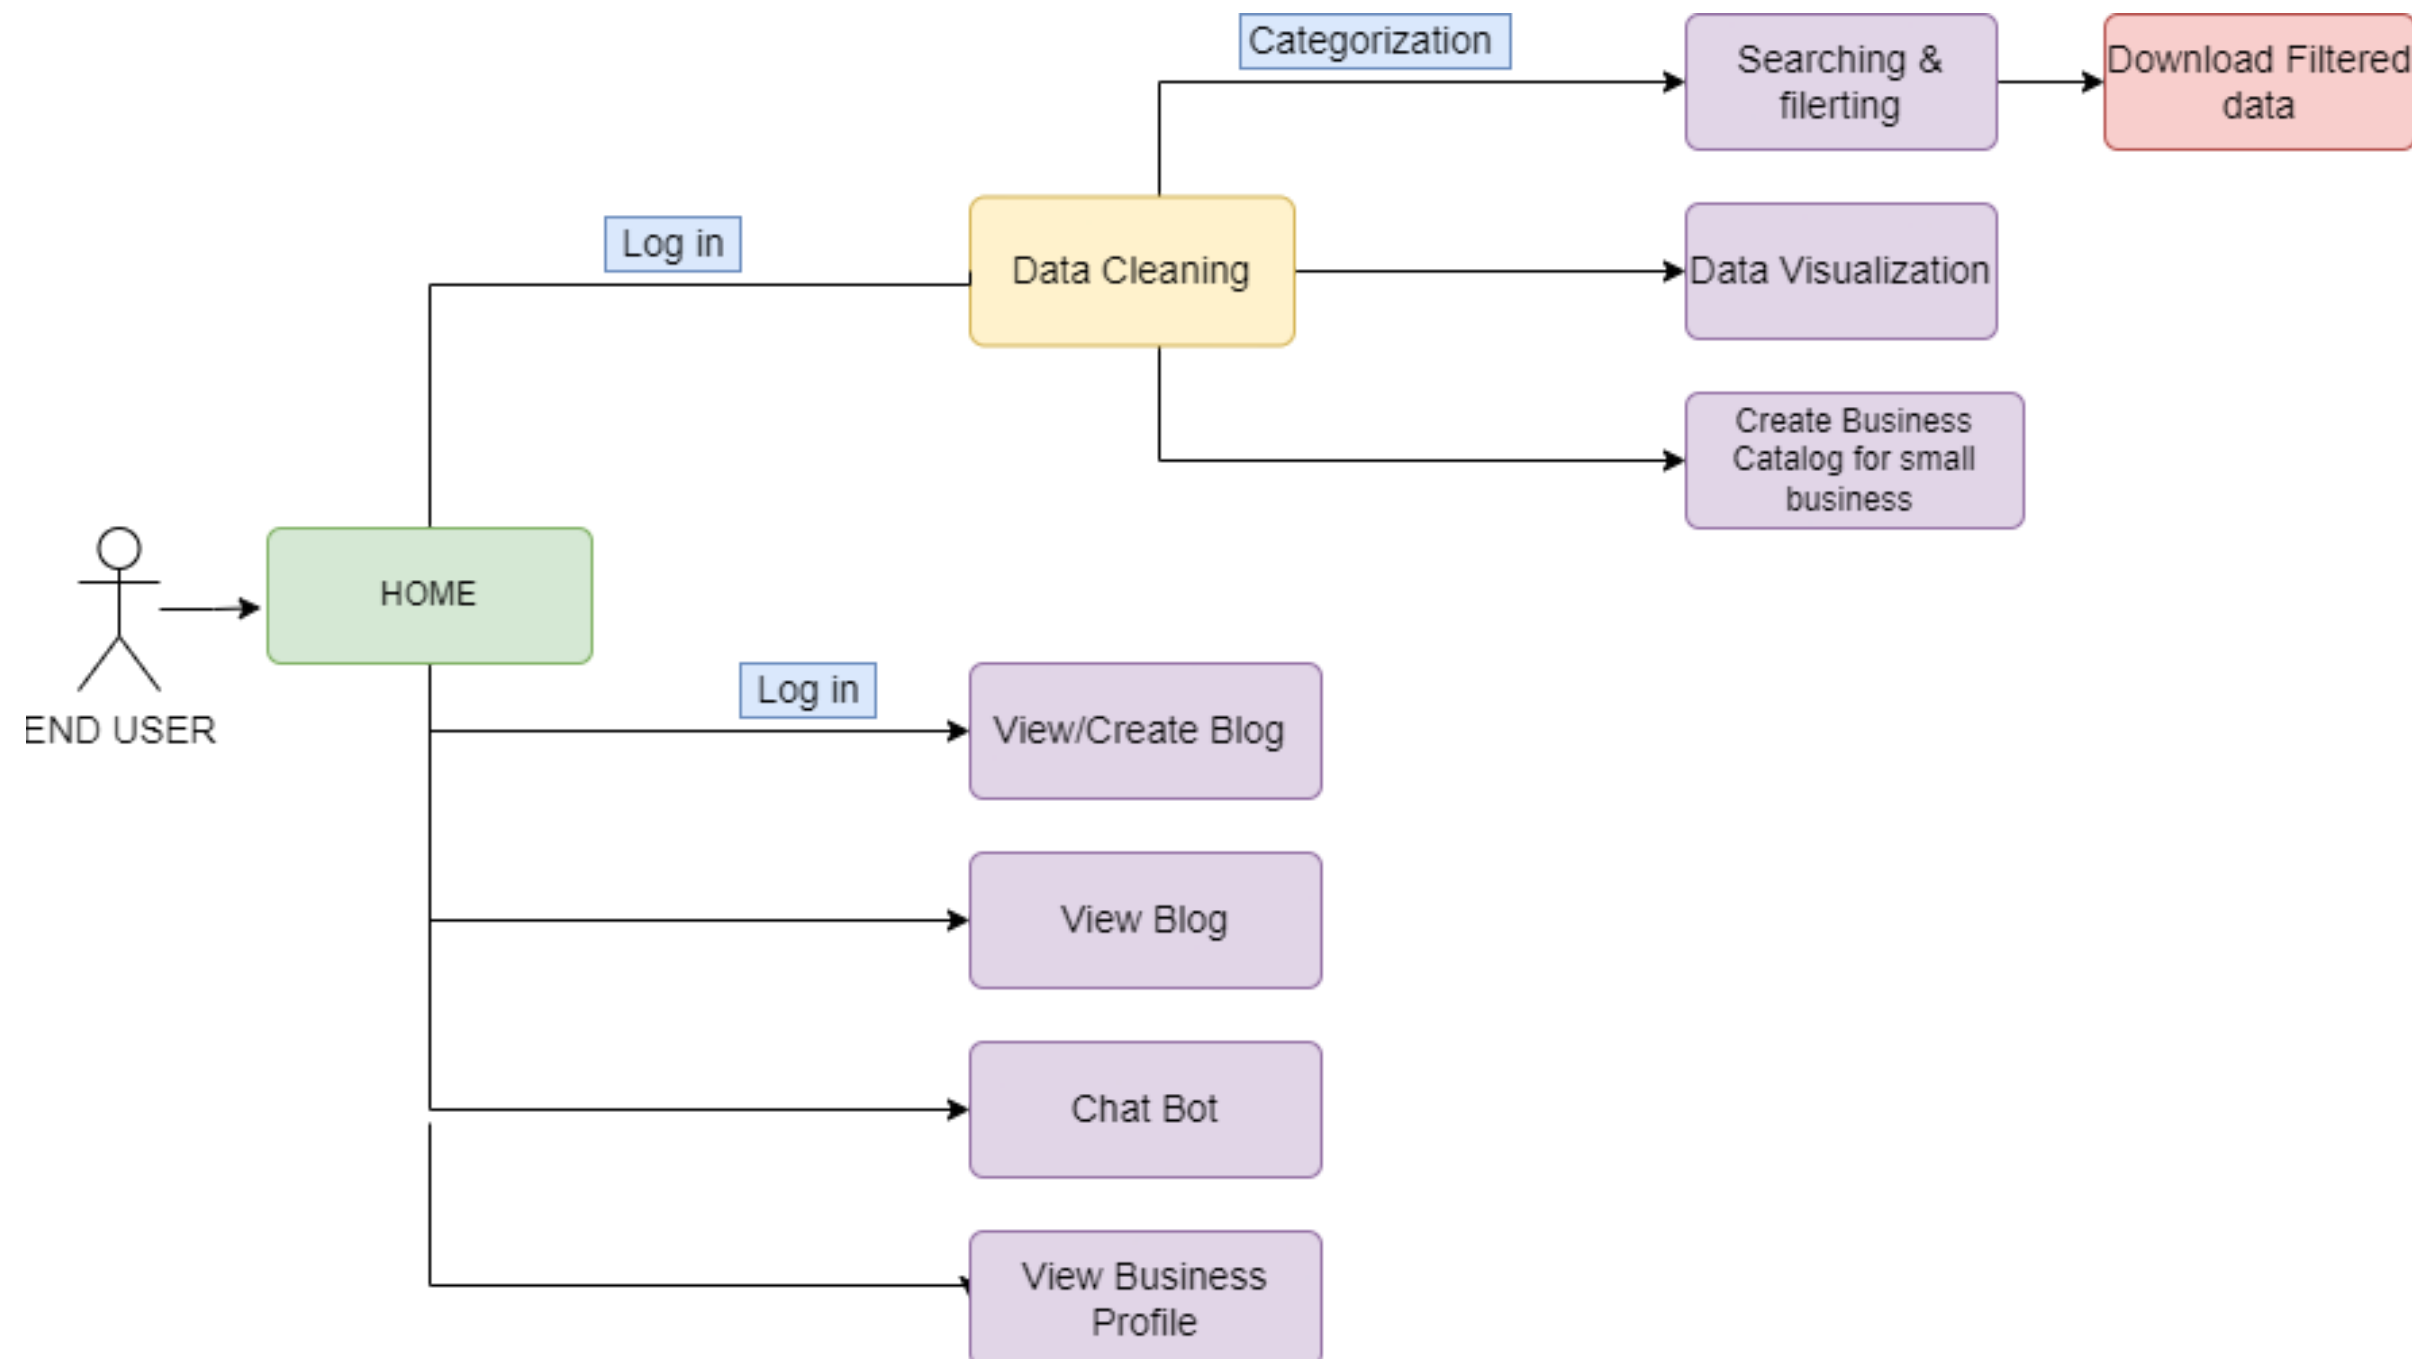 Categorization
Searching &
filerting
Download Filtered
data
Log in
Data Cleaning
Data Visualization
Create Business
Catalog for small
business
HOME
END USER
Log in
View/Create Blog
View Blog
Chat Bot
View Business
Profile